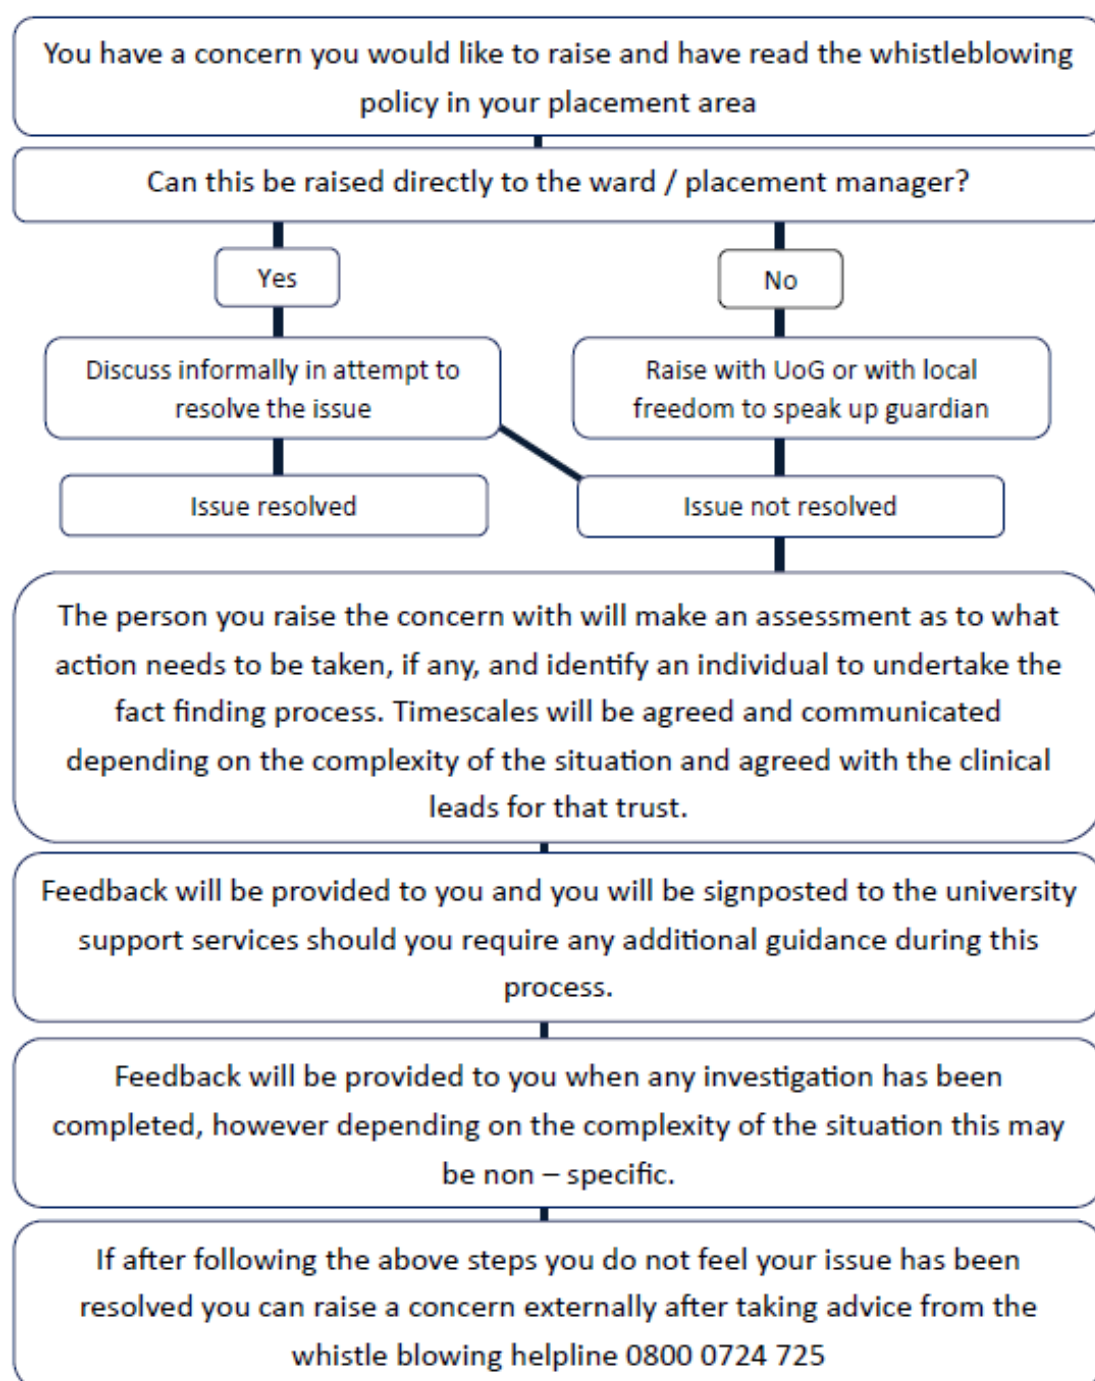 You have a concern you would like to raise and have read the whistleblowing
policy in your placement area
Can this be raised directly to the ward / placement manager?
Yes
No
Discuss informally in attempt to
resolve the issue
Raise with UoG or with local
freedom to speak up guardian
Issue resolved
Issue not resolved
The person you raise the concern with will make an assessment as to what
action needs to be taken, if any, and identify an individual to undertake the
fact finding process. Timescales will be agreed and communicated
depending on the complexity of the situation and agreed with the clinical
leads for that trust.
Feedback will be provided to you and you will be signposted to the university
support services should you require any additional guidance during this
process.
Feedback will be provided to you when any investigation has been
completed, however depending on the complexity of the situation this may
be non – specific.
If after following the above steps you do not feel your issue has been
resolved you can raise a concern externally after taking advice from the
whistle blowing helpline 0800 0724 725